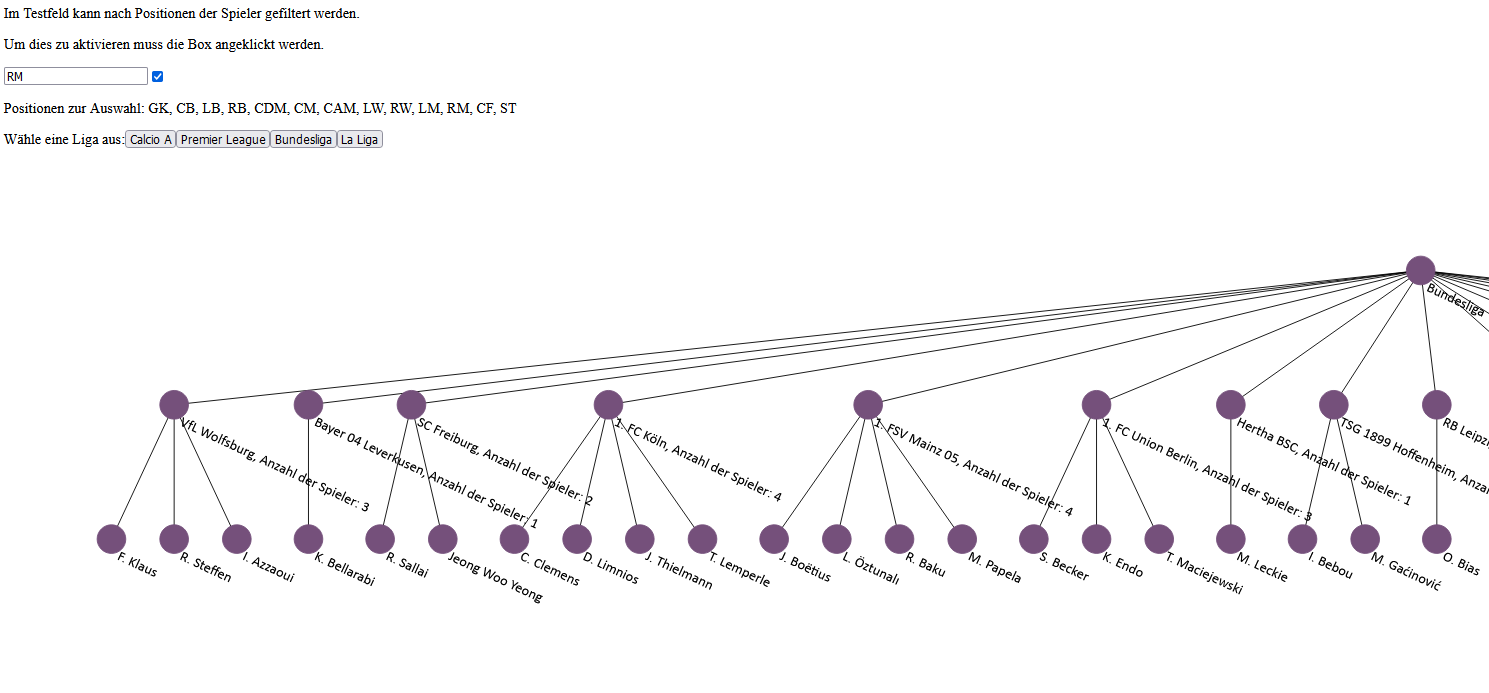 Im Testfeld kann nach Positionen der Spieler gefiltert werden.
Um dies zu aktivieren muss die Box angeklickt werden.
RM
Positionen zur Auswahl: GK, CB, LB, RB, CDM, CM, CAM, LW, RW, LM, RM, CF, ST
Wähle eine Liga aus: Calcio A Premier League Bundesliga La Liga
Bundesliga
VfL Wolfsburg, Anzahl der Spieler: 3
Bayer 04 Leverkusen, Anzahl der Spieler: 1
SC Freiburg, Anzahl der Spieler: 2
1. FC Köln, Anzahl der Spieler: 4
1. FSV Mainz 05, Anzahl der Spieler: 4
1. FC Union Berlin, Anzahl der Spieler: 3
Hertha BSC, Anzahl der Spieler: 1
TSG 1899 Hoffenheim,
RB
F. Klaus
R. Steffen
I. Azzaoui
K. Bellarabi
R. Sallai
Jeong Woo Yeong
C. Clemens
D. Limnios
J. Thielmann
T. Lemperle
J. Boëtius
L. Öztunali
R. Baku
M. Papela
S. Becker
K. Endo
T. Maciejewski
M. Leckie
I. Bebou
M. Gaćinović
O. Bias